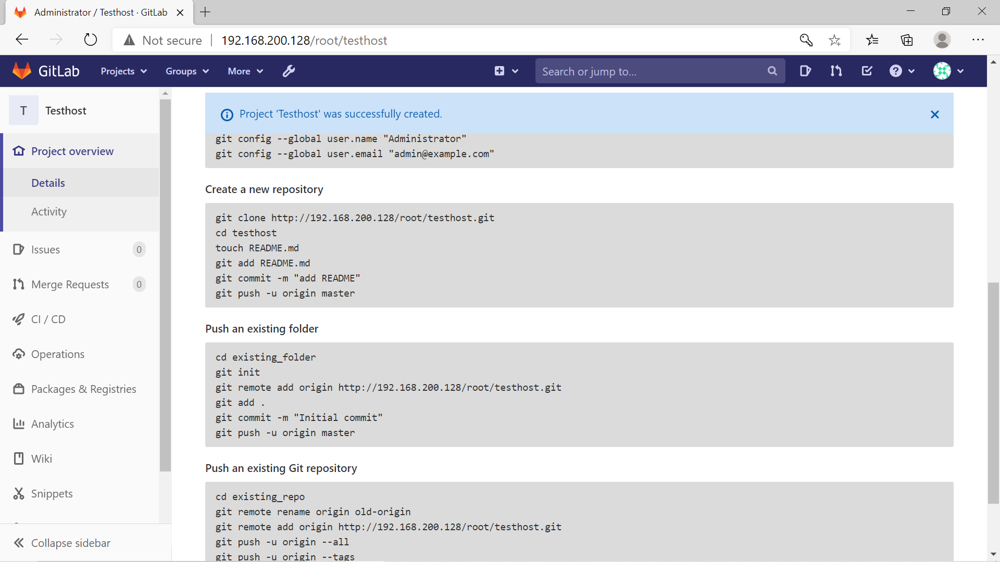 Administrator / Testhost · GitLab
Not secure
192.168.200.128/root/testhost
GitLab
Projects
Groups
More
Search or jump to...
T
Testhost
Project overview
Details
Activity
Issues 0
Merge Requests 0
CI / CD
Operations
Packages & Registries
Analytics
Wiki
Snippets
Collapse sidebar
Project 'Testhost' was successfully created.
git config --global user.name "Administrator"
git config --global user.email "admin@example.com"
Create a new repository
git clone http://192.168.200.128/root/testhost.git
cd testhost
touch README.md
git add README.md
git commit -m "add README"
git push -u origin master
Push an existing folder
cd existing_folder
git init
git remote add origin http://192.168.200.128/root/testhost.git
git add .
git commit -m "Initial commit"
git push -u origin master
Push an existing Git repository
cd existing_repo
git remote rename origin old-origin
git remote add origin http://192.168.200.128/root/testhost.git
git push -u origin --all
git push -u origin --tags